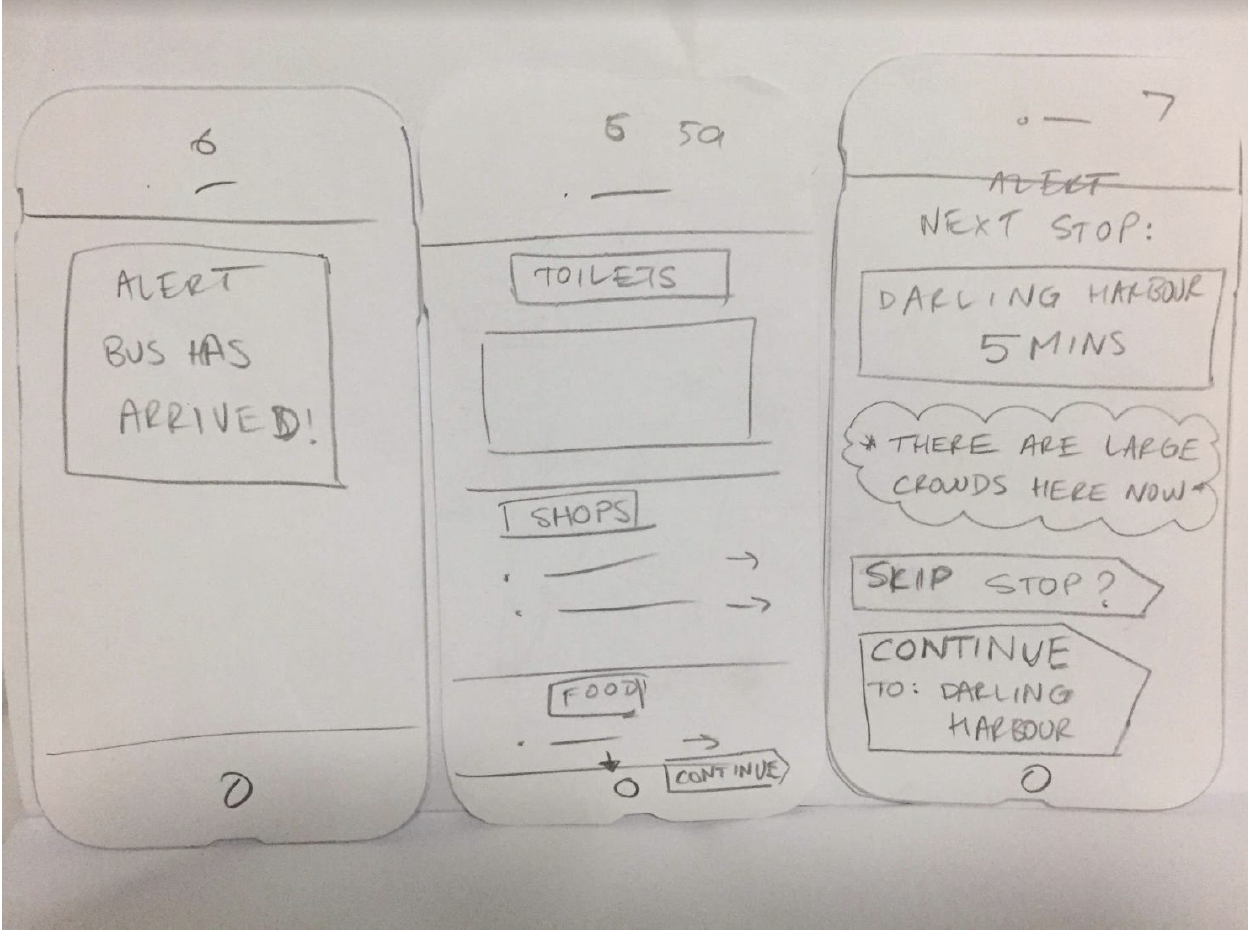 6
ALERT
BUS HAS
ARRIVED!
5 5a
TOILETS
SHOPS
FOOD
CONTINUE
7
ALERT
NEXT STOP:
DARLING HARBOUR
5 MINS
* THERE ARE LARGE
CROWDS HERE NOW *
SKIP STOP?
CONTINUE
TO: DARLING
HARBOUR